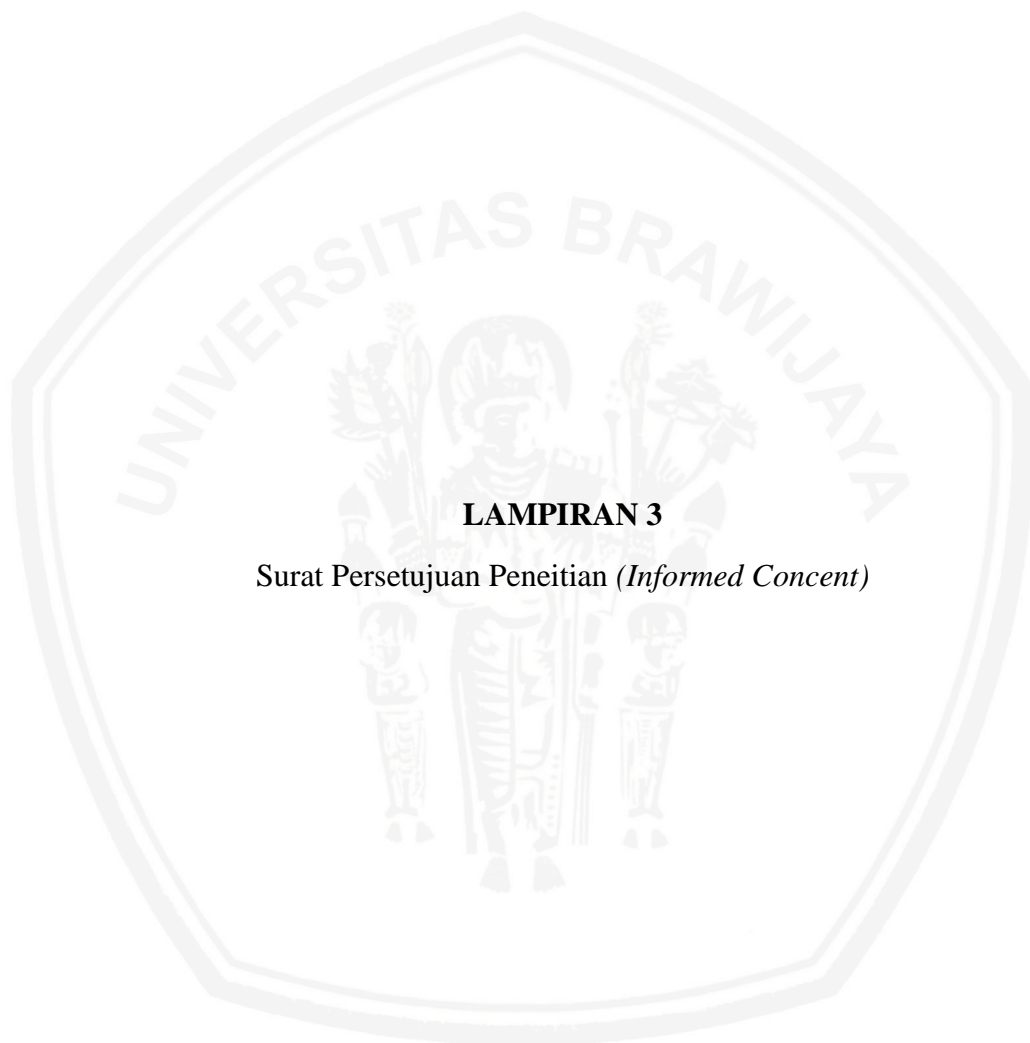 UNIVERSITAS BRAWIJAYA
LAMPIRAN 3
Surat Persetujuan Peneitian (Informed Concent)